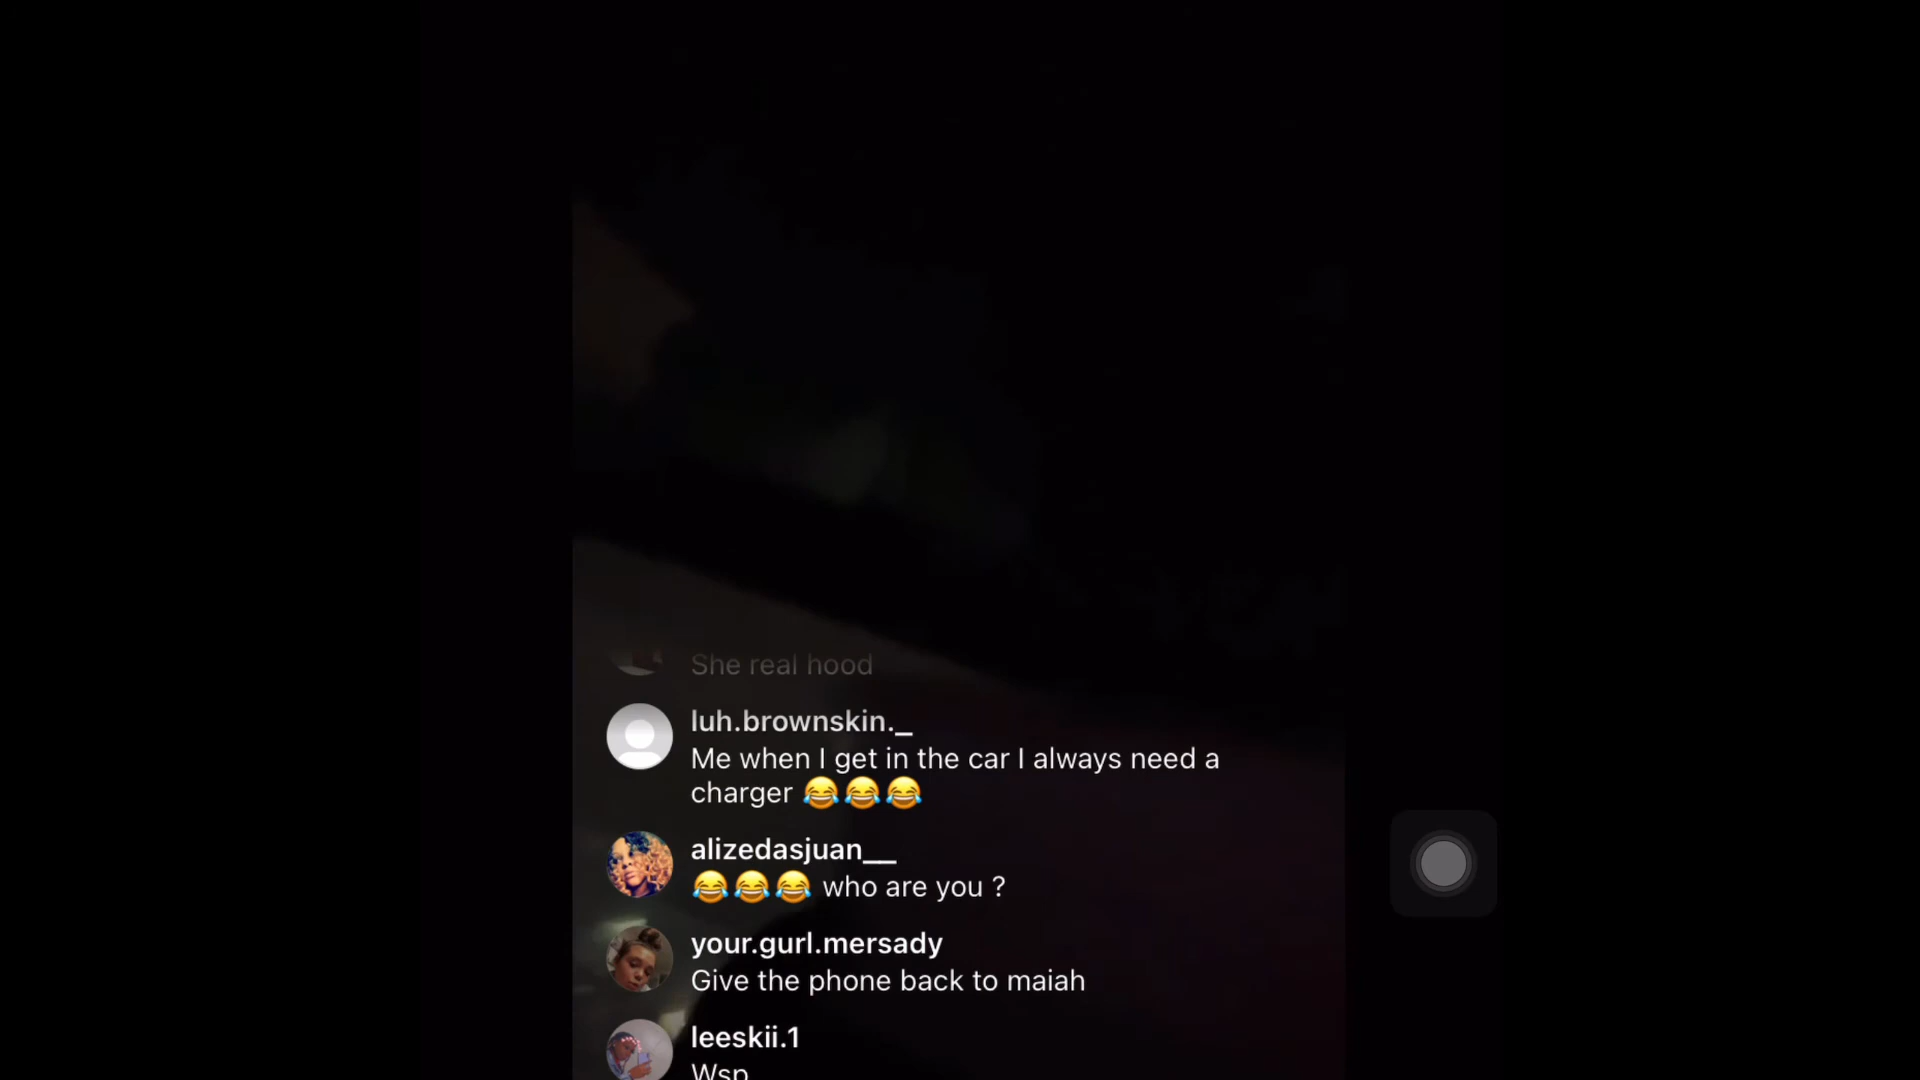 She real hood
luh.brownskin._
Me when I get in the car I always need a
charger 😂😂😂
alizedasjuan__
😂😂😂 who are you ?
your.gurl.mersady
Give the phone back to maiah
leeskii.1
Wsp